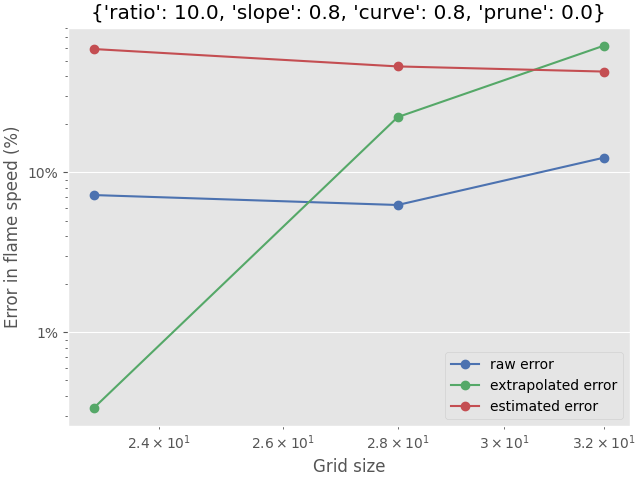 {'ratio': 10.0, 'slope': 0.8, 'curve': 0.8, 'prune': 0.0}
Error in flame speed (%)
10%
1%
raw error
extrapolated error
estimated error
2.4 × 10¹
2.6 × 10¹
2.8 × 10¹
3 × 10¹
3.2 × 10¹
Grid size